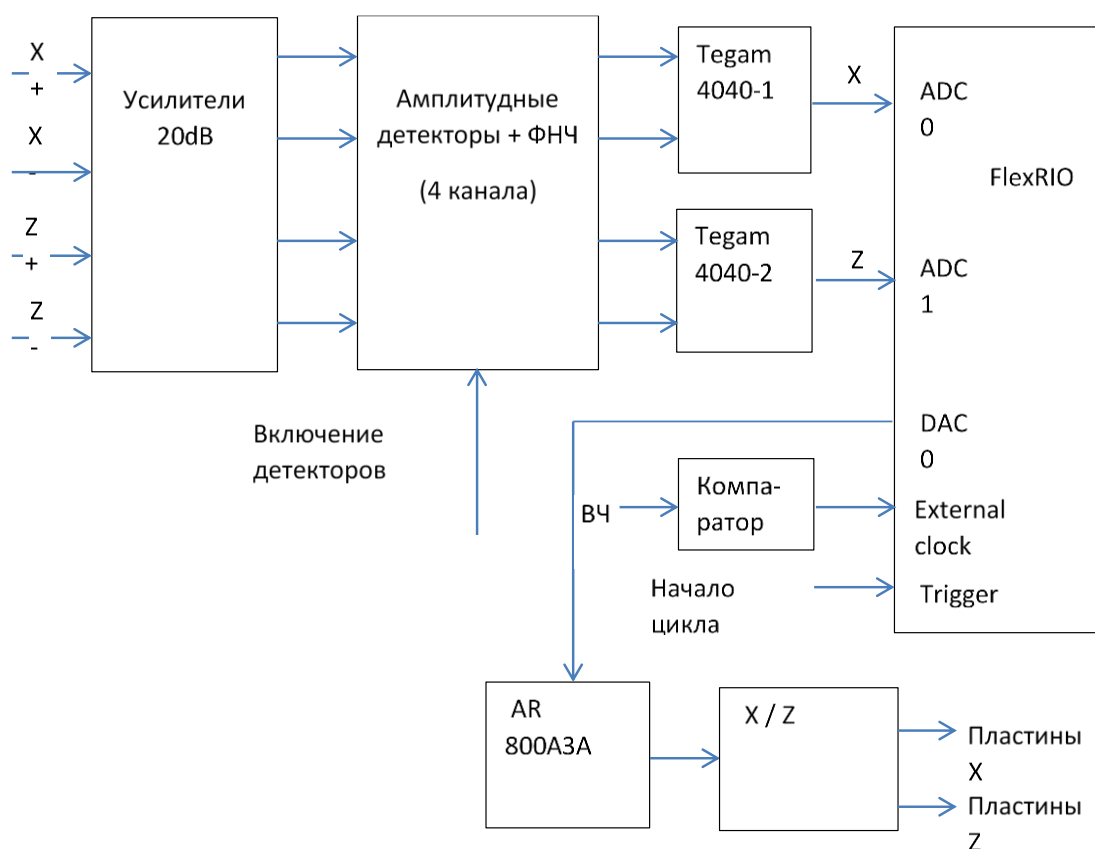 X
+
X
-
Z
+
Z
-
Усилители
20dB
Амплитудные
детекторы + ФНЧ
(4 канала)
Tegam
4040-1
X
ADC
0
FlexRIO
Tegam
4040-2
Z
ADC
1
Включение
детекторов
DAC
0
ВЧ
Компа-
ратор
External
clock
Начало
цикла
Trigger
AR
800A3A
X / Z
Пластины
X
Пластины
Z